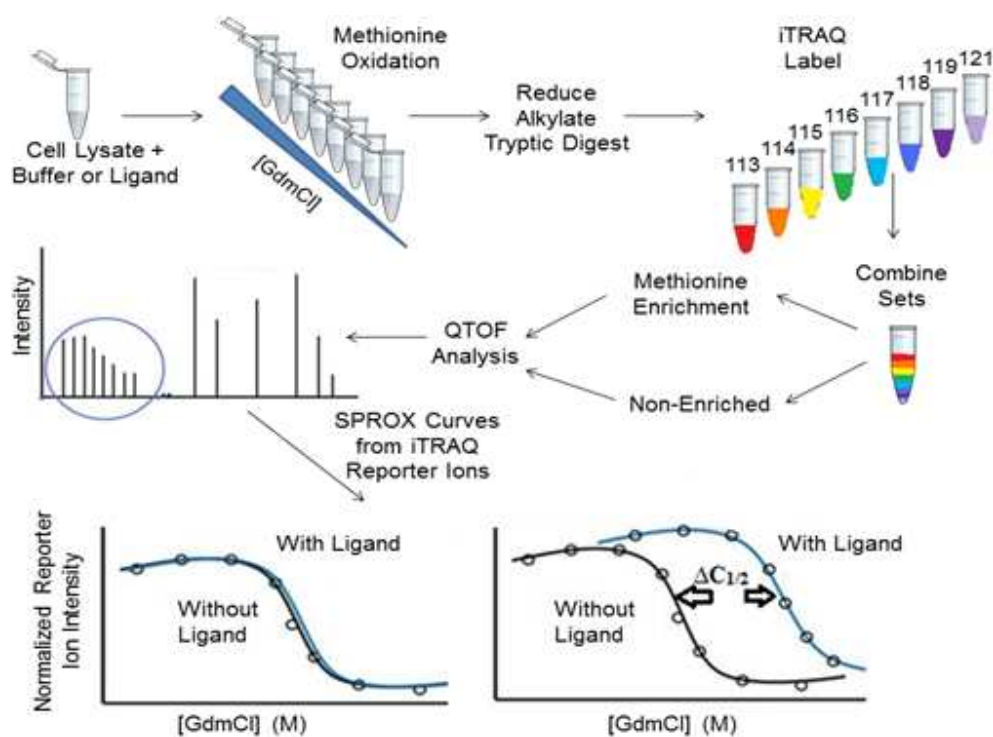 Methionine
Oxidation
iTRAQ
Label
Cell Lysate +
Buffer or Ligand
[GdmCl]
Reduce
Alkylate
Tryptic Digest
113
114
115
116
117
118
119
121
Intensity
QTOF
Analysis
Methionine
Enrichment
Combine
Sets
Non-Enriched
SPROX Curves
from iTRAQ
Reporter Ions
Normalized Reporter
Ion Intensity
With Ligand
Without
Ligand
[GdmCl] (M)
With Ligand
ΔC1/2
Without
Ligand
[GdmCl] (M)